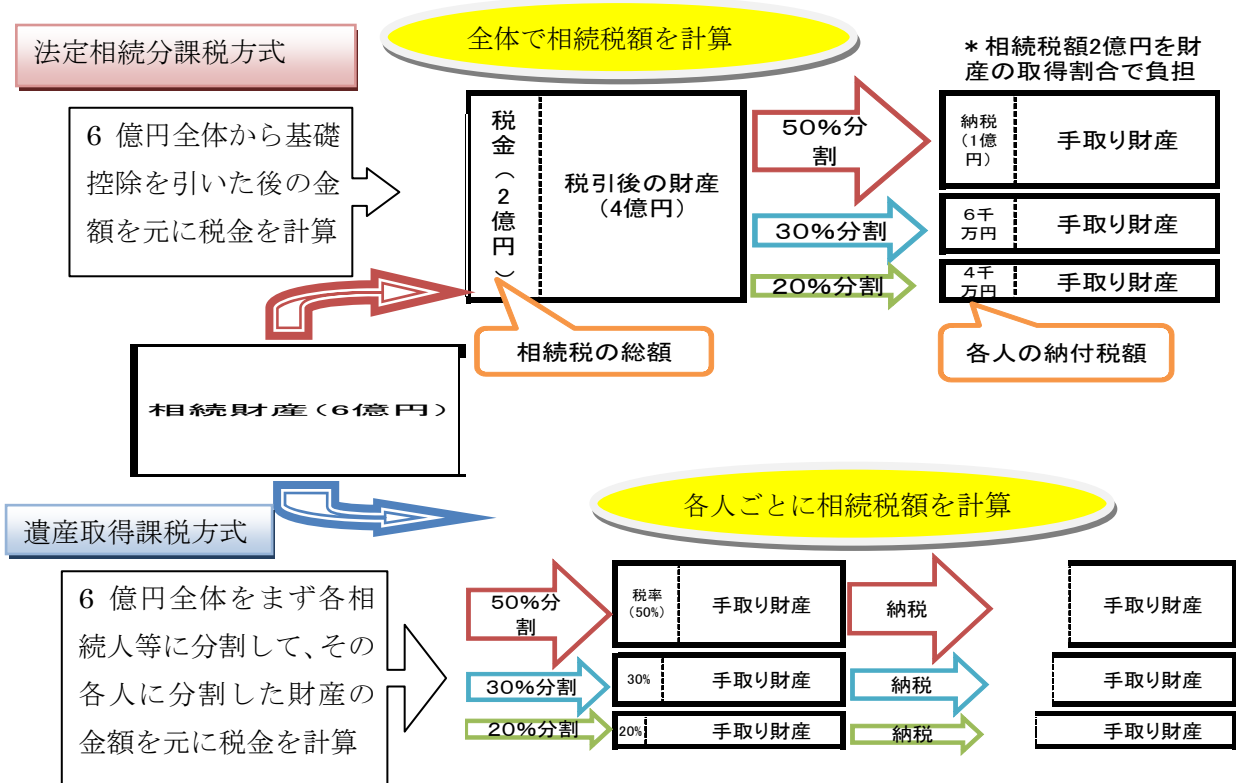 法定相続分課税方式
全体で相続税額を計算
＊相続税額2億円を財
産の取得割合で負担
6 億円全体から基礎
控除を引いた後の金
額を元に税金を計算
税金（2億円）
税引後の財産
(4億円)
50%分
割
30%分割
20%分割
納税
(1億
円)
手取り財産
6千
万円
手取り財産
4千
万円
手取り財産
相続税の総額
各人の納付税額
相続財産(6億円)
遺産取得課税方式
各人ごとに相続税額を計算
6 億円全体をまず各相
続人等に分割して、その
各人に分割した財産の
金額を元に税金を計算
50%分
割
税率
(50%)
手取り財産
納税
手取り財産
30%分割
30%
手取り財産
納税
手取り財産
20%分割
20%
手取り財産
納税
手取り財産